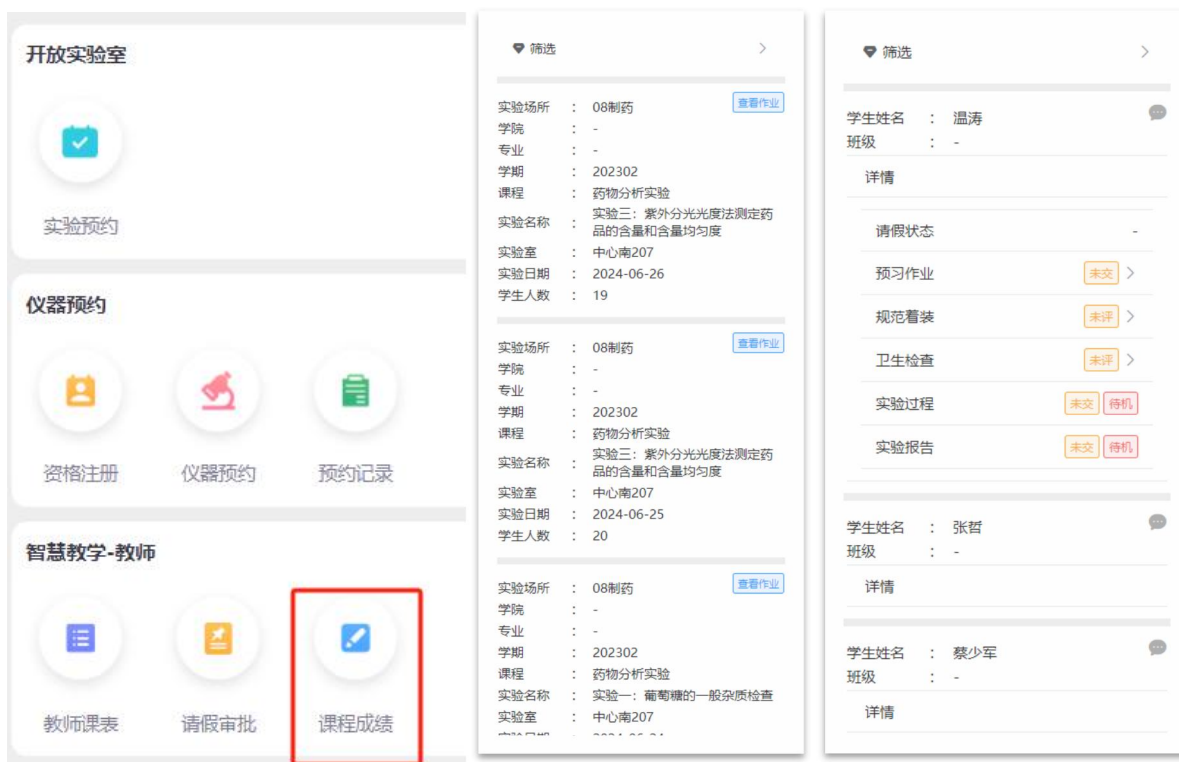 开放实验室
实验预约
仪器预约
资格注册
仪器预约
预约记录
智慧教学-教师
教师课表
请假审批
课程成绩
筛选
实验场所 : 08制药
查看作业
学院 : -
专业 : -
学期 : 202302
课程 : 药物分析实验
实验名称 : 实验三：紫外分光光度法测定药
品的含量和含量均匀度
实验室 : 中心南207
实验日期 : 2024-06-26
学生人数 : 19
实验场所 : 08制药
查看作业
学院 : -
专业 : -
学期 : 202302
课程 : 药物分析实验
实验名称 : 实验三：紫外分光光度法测定药
品的含量和含量均匀度
实验室 : 中心南207
实验日期 : 2024-06-25
学生人数 : 20
实验场所 : 08制药
查看作业
学院 : -
专业 : -
学期 : 202302
课程 : 药物分析实验
实验名称 : 实验一：葡萄糖的一般杂质检查
实验室 : 中心南207
筛选
学生姓名 : 温涛
班级 : -
详情
请假状态 -
预习作业 未交
规范着装 未评
卫生检查 未评
实验过程 未交 待机
实验报告 未交 待机
学生姓名 : 张哲
班级 : -
详情
学生姓名 : 蔡少军
班级 : -
详情